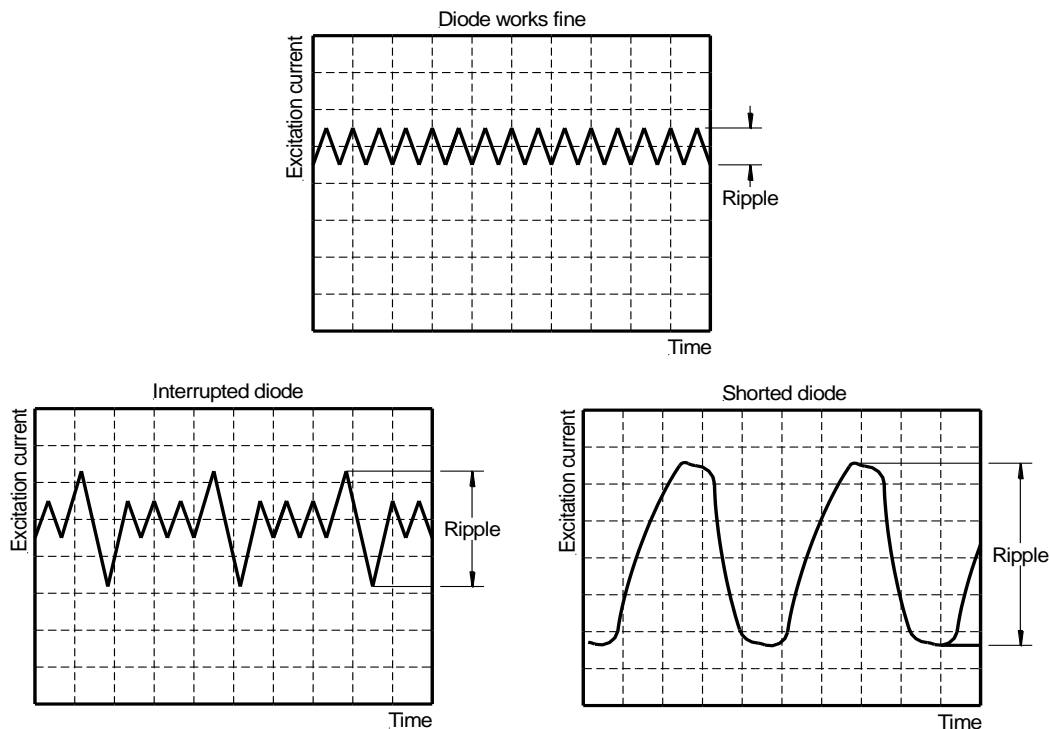 Diode works fine
Excitation current
Ripple
Time
Interrupted diode
Excitation current
Ripple
Time
Shorted diode
Excitation current
Ripple
Time